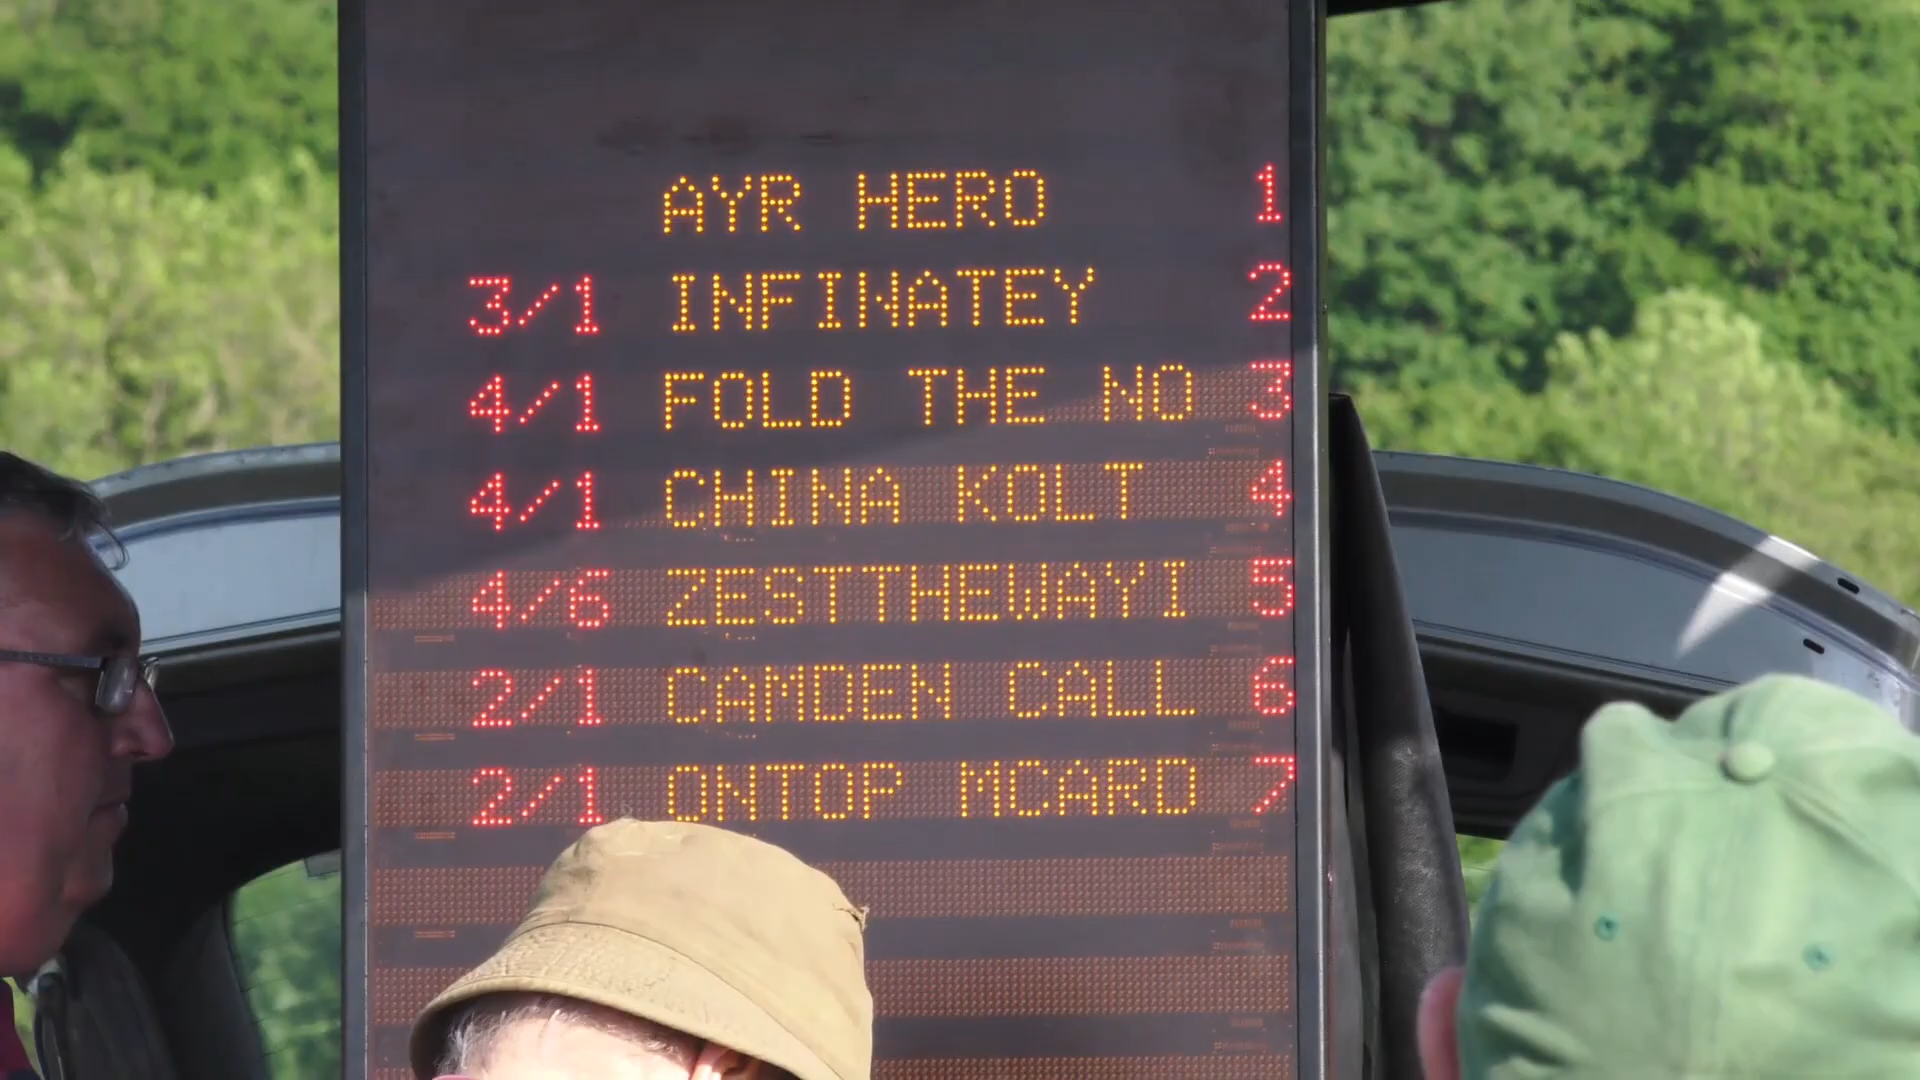 AYR HERO 1
3/1 INFINATEY 2
4/1 FOLD THE NO 3
4/1 CHINA KOLT 4
4/6 ZESTTHEWAYI 5
2/1 CAMDEN CALL 6
2/1 ONTOP MCARD 7